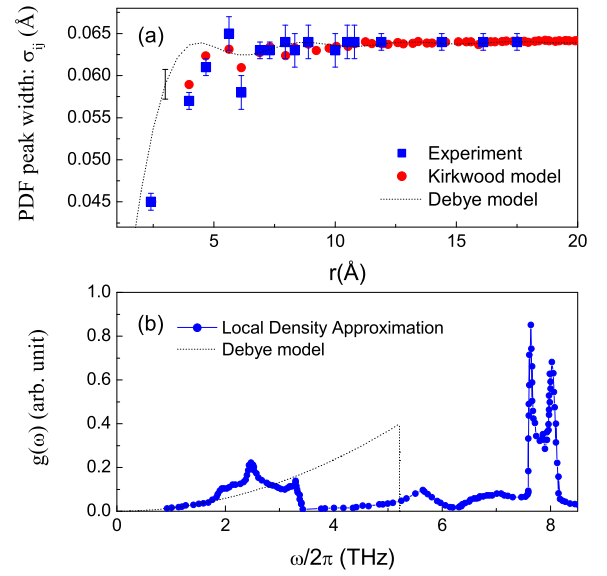 (a)
PDF peak width: σij (Å)
0.065
0.060
0.055
0.050
0.045
Experiment
Kirkwood model
Debye model
5 10 15 20
r(Å)
(b)
g(ω) (arb. unit)
1.0
0.8
0.6
0.4
0.2
0.0
Local Density Approximation
Debye model
0 2 4 6 8
ω/2π (THz)